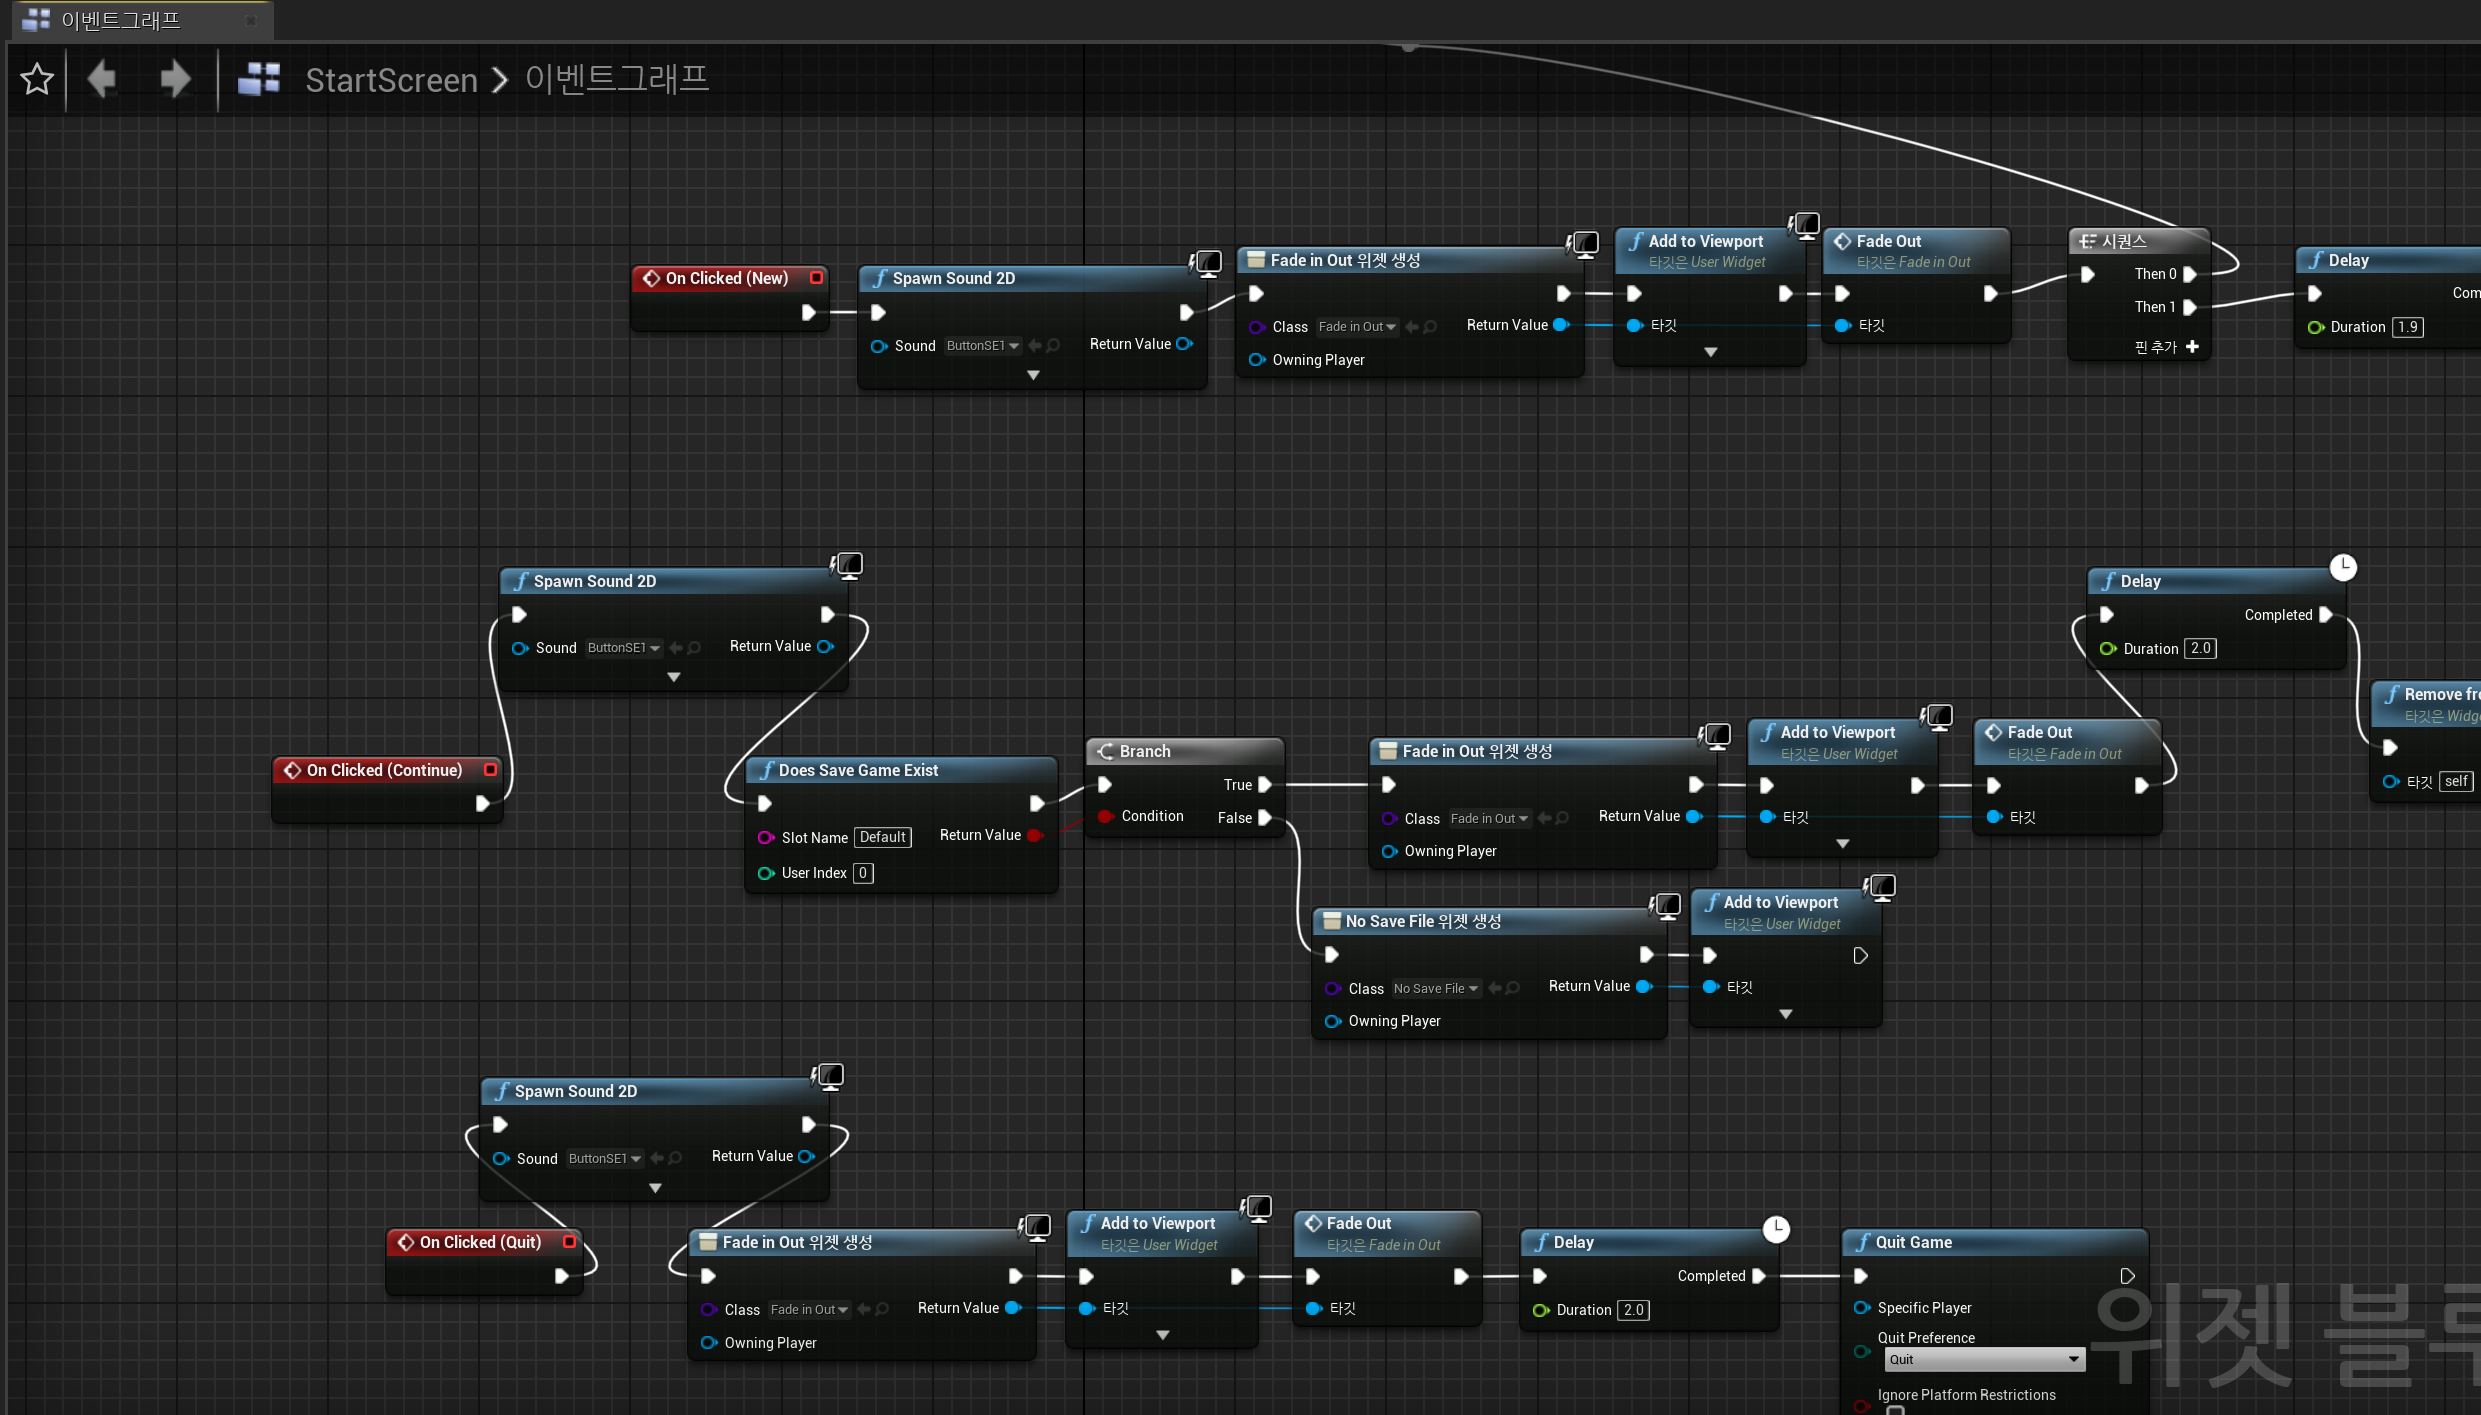 이벤트그래프
StartScreen > 이벤트그래프
On Clicked (New)
Spawn Sound 2D
Sound ButtonSE1
Return Value
Fade in Out 위젯 생성
Class Fade in Out
Return Value
Owning Player
Add to Viewport
타깃은 User Widget
타깃
Fade Out
타깃은 Fade in Out
타깃
시퀀스
Then 0
Then 1
핀 추가
Delay
Com
Duration 1.9
Spawn Sound 2D
Sound ButtonSE1
Return Value
On Clicked (Continue)
Does Save Game Exist
Slot Name Default
Return Value
User Index 0
Branch
True
Condition
False
Fade in Out 위젯 생성
Class Fade in Out
Return Value
Owning Player
Add to Viewport
타깃은 User Widget
타깃
Fade Out
타깃은 Fade in Out
타깃
Delay
Completed
Duration 2.0
Remove fr
타깃은 Widg
타깃 self
No Save File 위젯 생성
Class No Save File
Return Value
Owning Player
Add to Viewport
타깃은 User Widget
타깃
Spawn Sound 2D
Sound ButtonSE1
Return Value
On Clicked (Quit)
Fade in Out 위젯 생성
Class Fade in Out
Return Value
Owning Player
Add to Viewport
타깃은 User Widget
타깃
Fade Out
타깃은 Fade in Out
타깃
Delay
Completed
Duration 2.0
Quit Game
Specific Player
Quit Preference
Quit
Ignore Platform Restrictions
위젯 블루